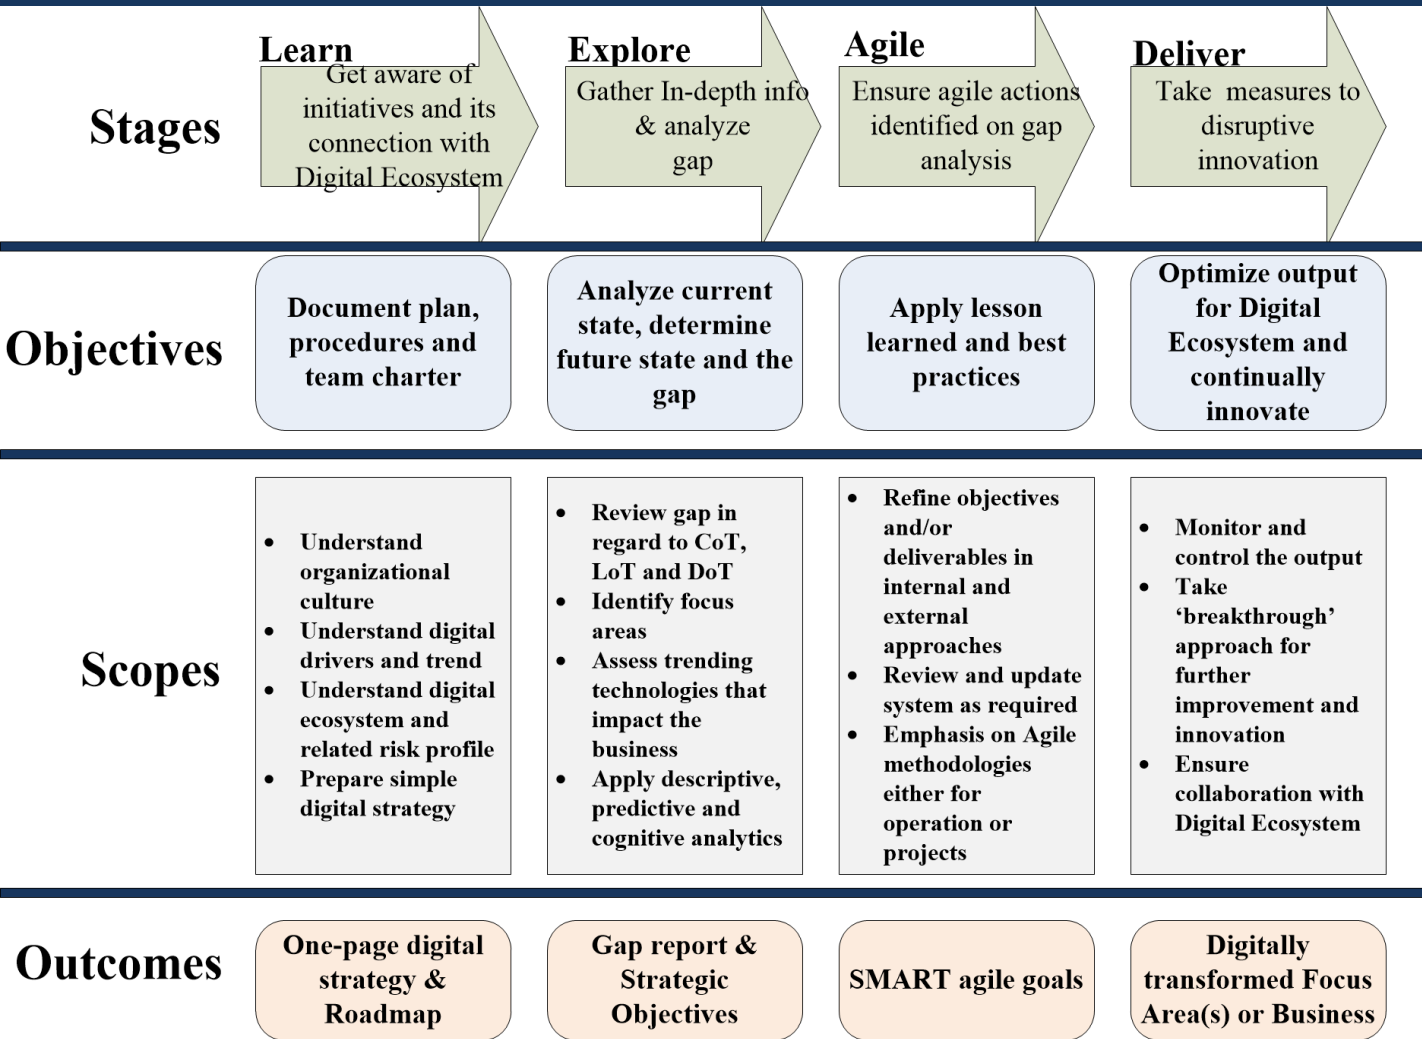 Stages
Learn
Get aware of
initiatives and its
connection with
Digital Ecosystem
Explore
Gather In-depth info
& analyze
gap
Agile
Ensure agile actions
identified on gap
analysis
Deliver
Take  measures to
disruptive
innovation
Objectives
Document plan,
procedures and
team charter
Analyze current
state, determine
future state and the
gap
Apply lesson
learned and best
practices
Optimize output
for Digital
Ecosystem and
continually
innovate
Scopes
• Understand
organizational
culture
• Understand digital
drivers and trend
• Understand digital
ecosystem and
related risk profile
• Prepare simple
digital strategy
• Review gap in
regard to CoT,
LoT and DoT
• Identify focus
areas
• Assess trending
technologies that
impact the
business
• Apply descriptive,
predictive and
cognitive analytics
• Refine objectives
and/or
deliverables in
internal and
external
approaches
• Review and update
system as required
• Emphasis on Agile
methodologies
either for
operation or
projects
• Monitor and
control the output
• Take
‘breakthrough’
approach for
further
improvement and
innovation
• Ensure
collaboration with
Digital Ecosystem
Outcomes
One-page digital
strategy &
Roadmap
Gap report &
Strategic
Objectives
SMART agile goals
Digitally
transformed Focus
Area(s) or Business